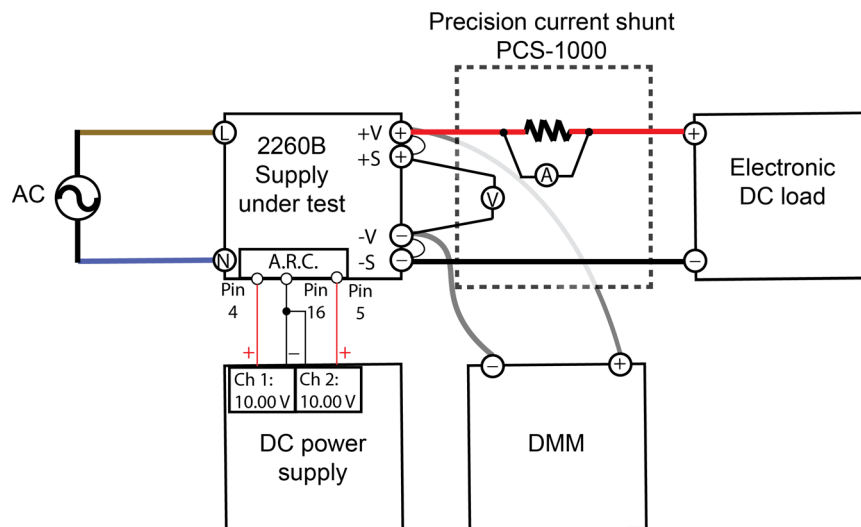 Precision current shunt
PCS-1000
AC
L
N
2260B
Supply
under test
+V
+S
-V
-S
+
+
−
−
V
A
+
−
Electronic
DC load
A.R.C.
Pin
4
Pin
16
Pin
5
+
−
+
Ch 1:
10.00 V
Ch 2:
10.00 V
DC power
supply
−
+
DMM